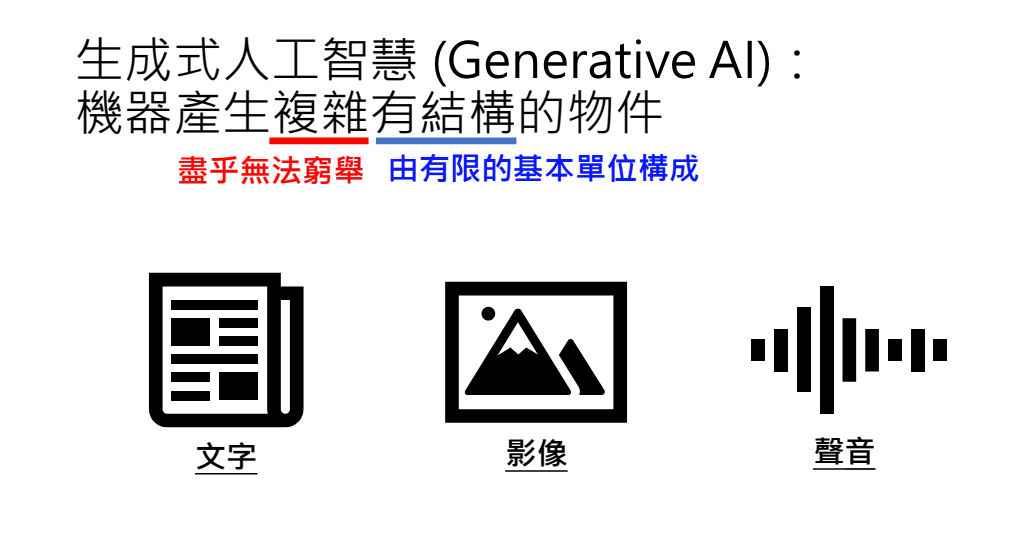 生成式人工智慧 (Generative AI)：
機器產生複雜有結構的物件
盡乎無法窮舉 由有限的基本單位構成
文字 影像 聲音